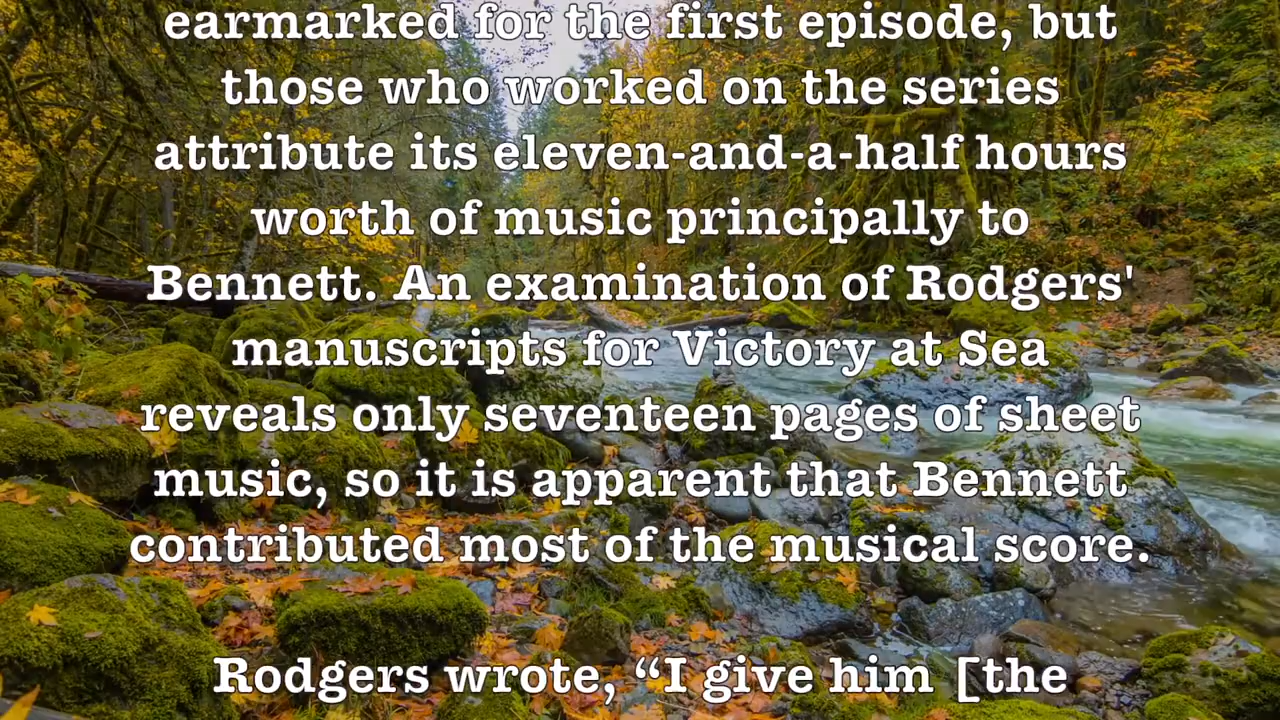 earmarked for the first episode, but
those who worked on the series
attribute its eleven-and-a-half hours
worth of music principally to
Bennett. An examination of Rodgers'
manuscripts for Victory at Sea
reveals only seventeen pages of sheet
music, so it is apparent that Bennett
contributed most of the musical score.
Rodgers wrote, “I give him [the